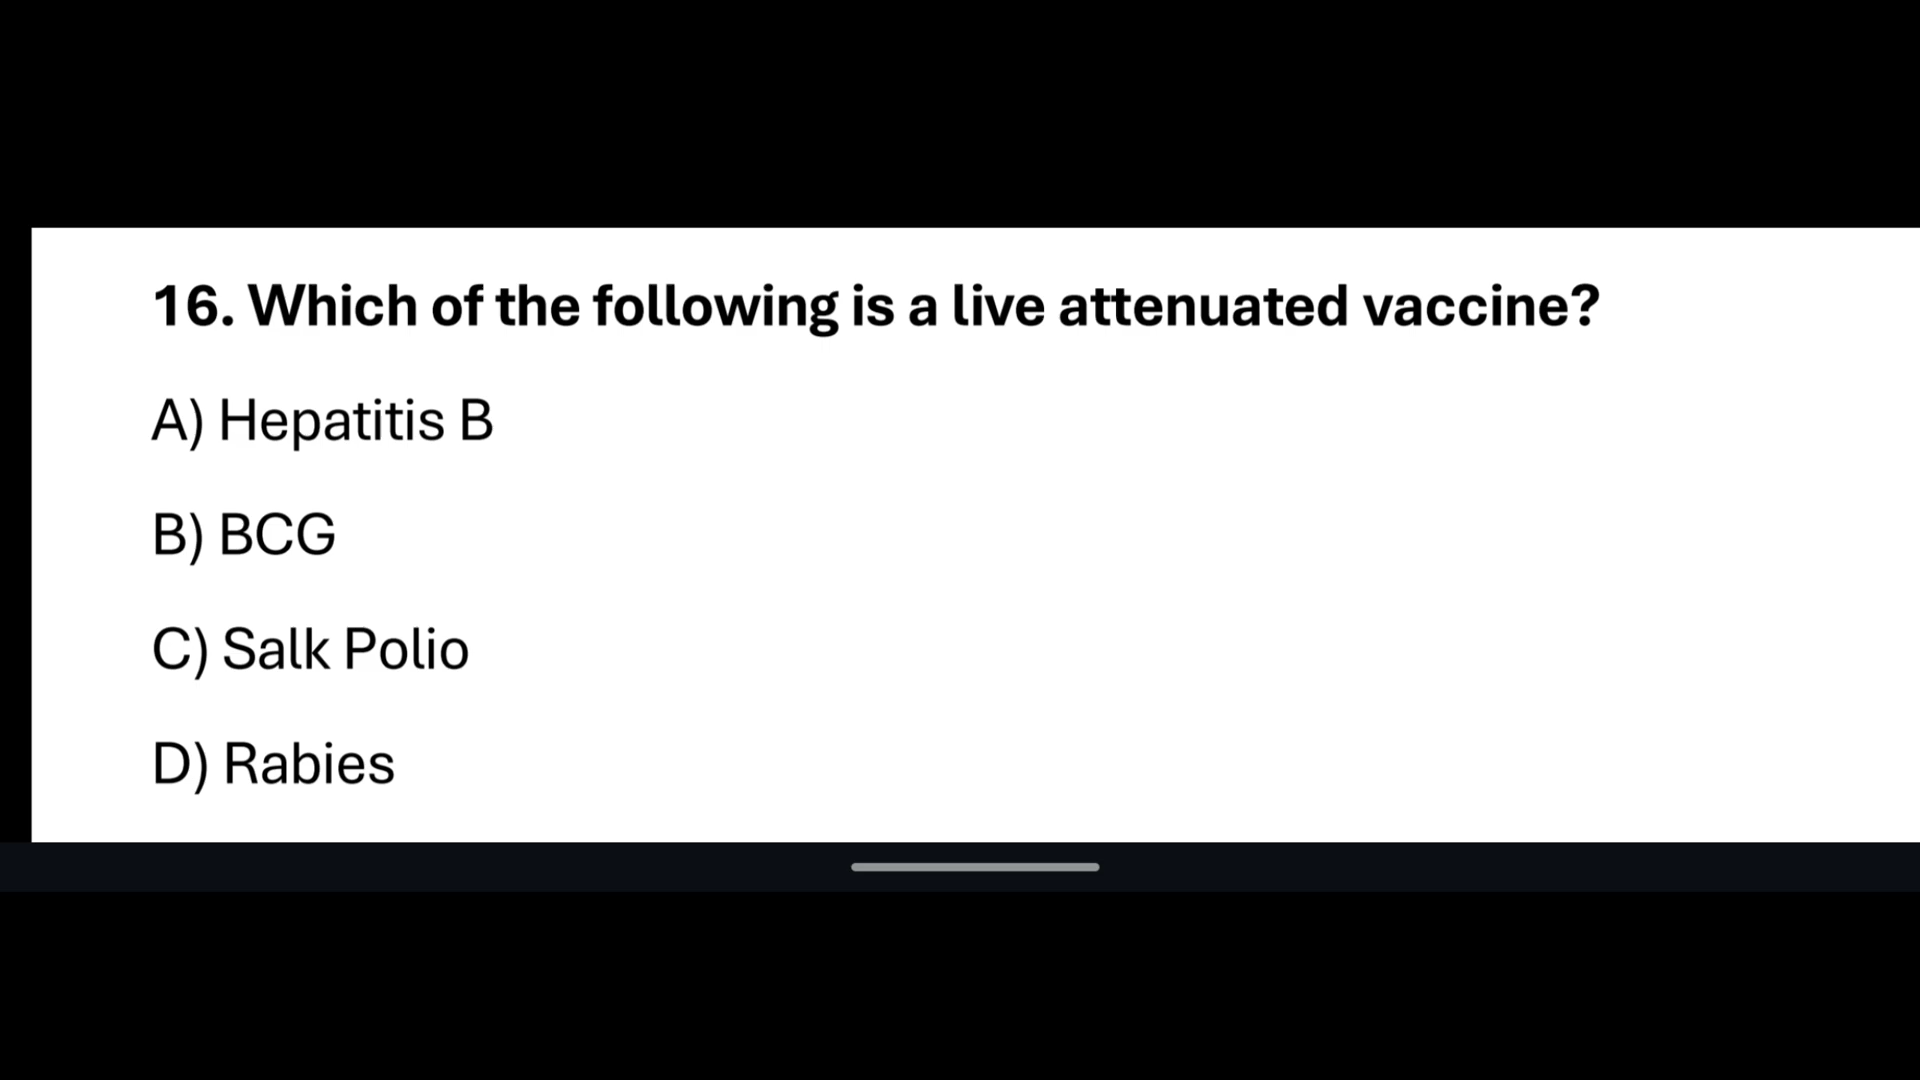 16. Which of the following is a live attenuated vaccine?
A) Hepatitis B
B) BCG
C) Salk Polio
D) Rabies